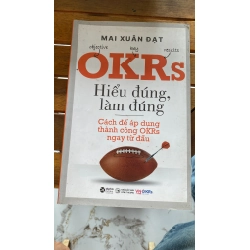 MAI XUÂN ĐẠT
objective key results
OKRs
Hiểu đúng,
làm đúng
Cách để áp dụng
thành công OKRs
ngay từ đầu